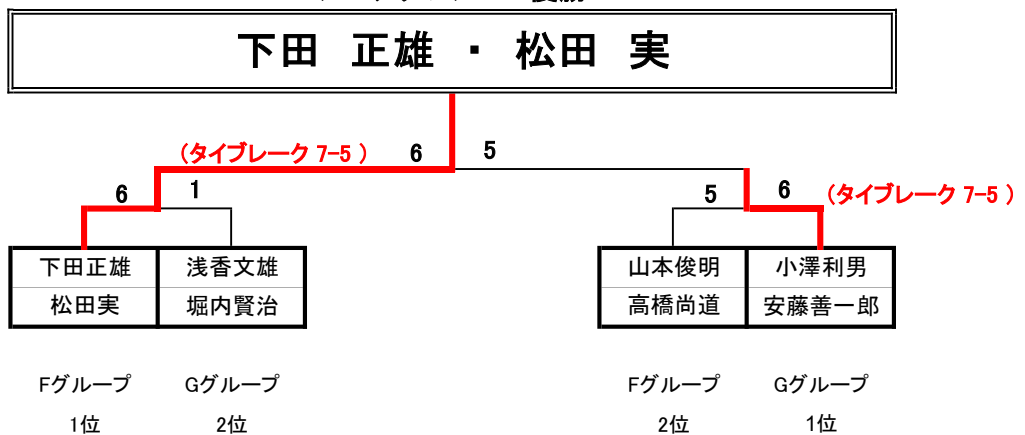 下田 正雄 ・ 松田 実
(タイブレーク 7-5 ) 6 5
6 1 5 6 (タイブレーク 7-5 )
下田正雄 浅香文雄 山本俊明 小澤利男
松田実 堀内賢治 高橋尚道 安藤善一郎
Fグループ Gグループ Fグループ Gグループ
1位 2位 2位 1位